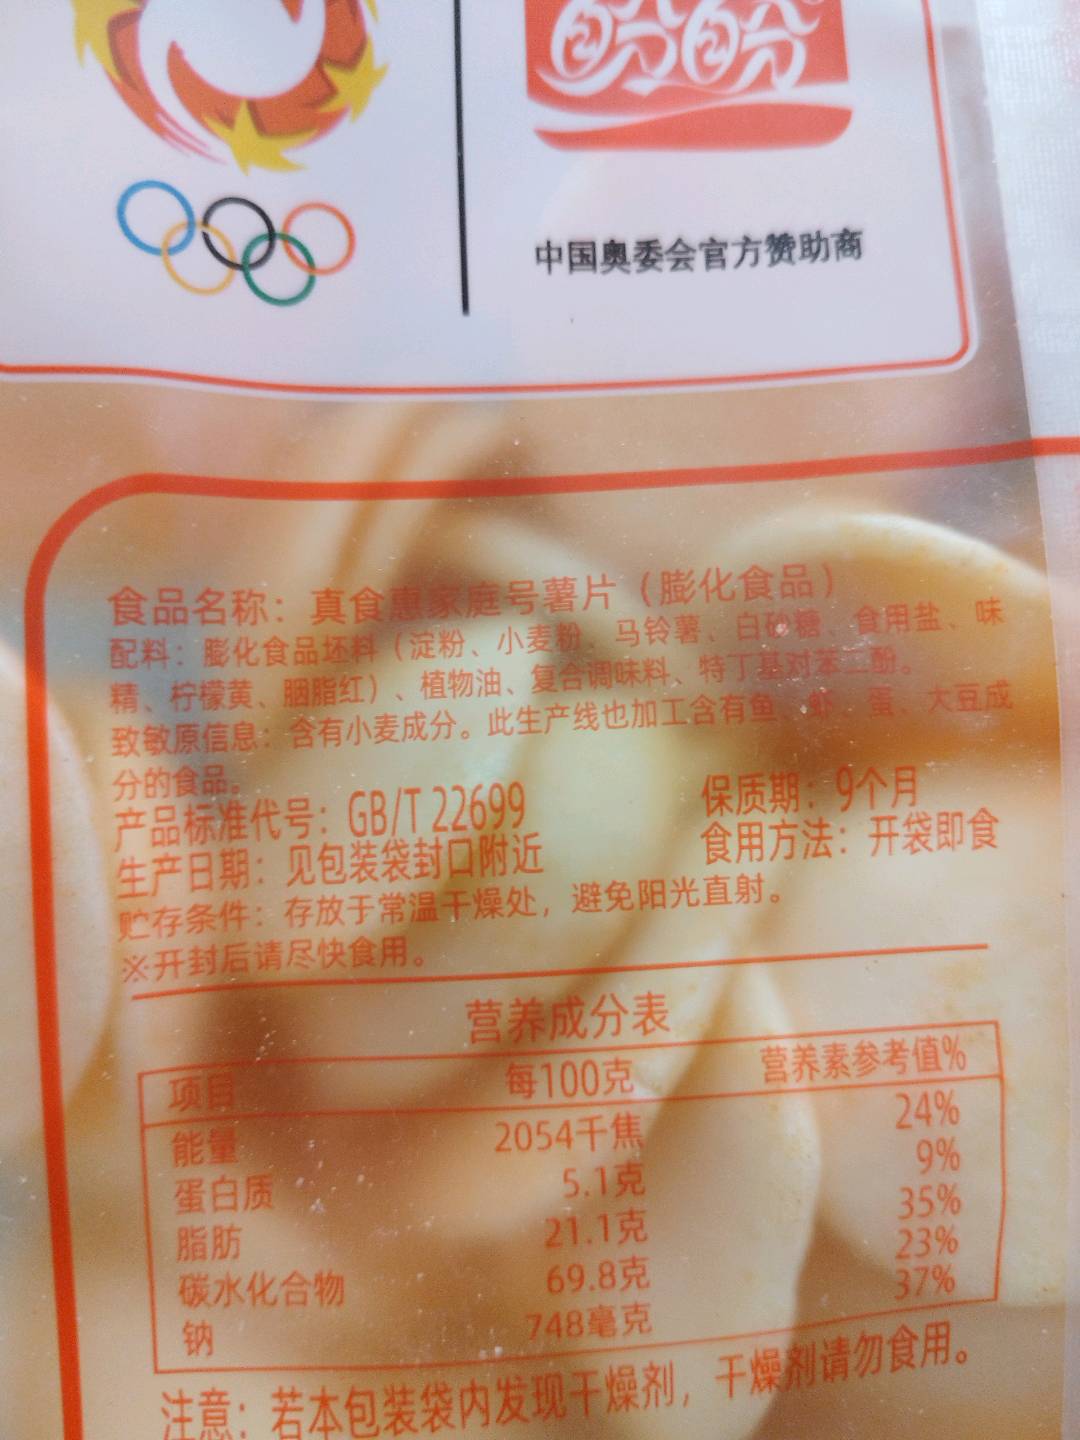 盼盼
中国奥委会官方赞助商
食品名称：真食惠家庭号薯片（膨化食品）
配料：膨化食品坯料（淀粉、小麦粉、马铃薯、白砂糖、食用盐、味
精、柠檬黄、胭脂红）、植物油、复合调味料、特丁基对苯二酚。
致敏原信息：含有小麦成分。此生产线也加工含有鱼、虾、蛋、大豆成
分的食品。
产品标准代号：GB/T 22699 保质期：9个月
生产日期：见包装袋封口附近 食用方法：开袋即食
贮存条件：存放于常温干燥处，避免阳光直射。
※开封后请尽快食用。
营养成分表
项目 每100克 营养素参考值%
能量 2054千焦 24%
蛋白质 5.1克 9%
脂肪 21.1克 35%
碳水化合物 69.8克 23%
钠 748毫克 37%
注意：若本包装袋内发现干燥剂，干燥剂请勿食用。